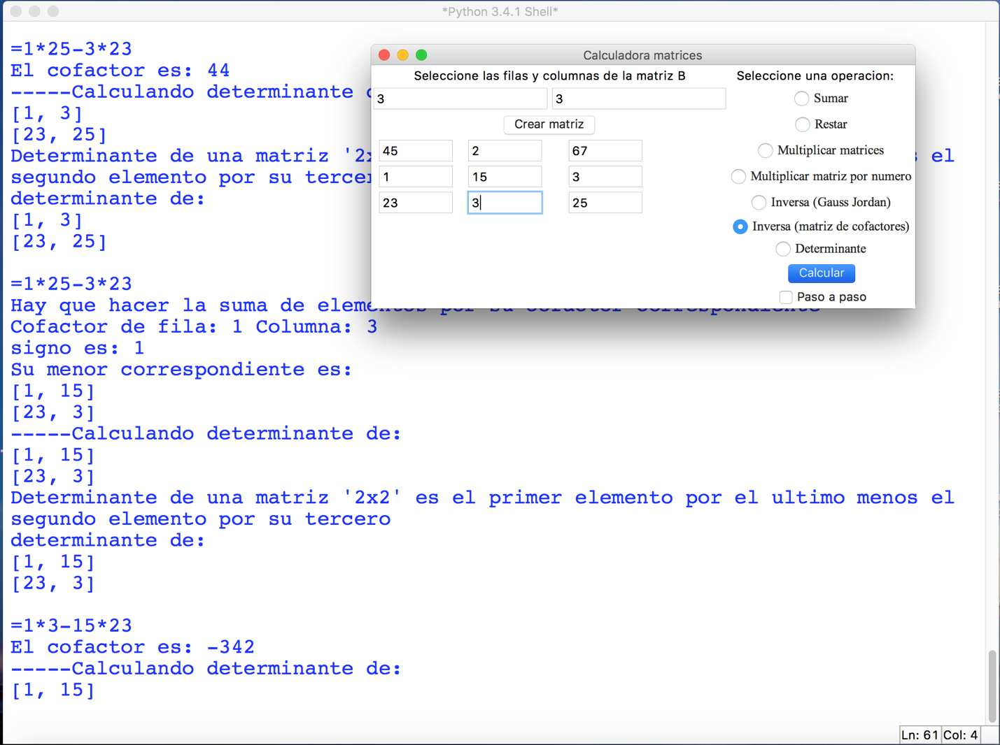 *Python 3.4.1 Shell*
=1*25-3*23
El cofactor es: 44
-----Calculando determinante
[1, 3]
[23, 25]
Determinante de una matriz
el
segundo elemento por su
determinante de:
[1, 3]
[23, 25]
=1*25-3*23
Hay que hacer la suma de elementos por su cofactor correspondiente
Cofactor de fila: 1 Columna: 3
signo es: 1
Su menor correspondiente es:
[1, 15]
[23, 3]
-----Calculando determinante de:
[1, 15]
[23, 3]
Determinante de una matriz '2x2' es el primer elemento por el ultimo menos el
segundo elemento por su tercero
determinante de:
[1, 15]
[23, 3]
=1*3-15*23
El cofactor es: -342
-----Calculando determinante de:
[1, 15]
Ln: 61 Col: 4
Calculadora matrices
Seleccione las filas y columnas de la matriz B
3 3
Crear matriz
45 2 67
1 15 3
23 3 25
Seleccione una operacion:
Sumar
Restar
Multiplicar matrices
Multiplicar matriz por numero
Inversa (Gauss Jordan)
Inversa (matriz de cofactores)
Determinante
Calcular
Paso a paso